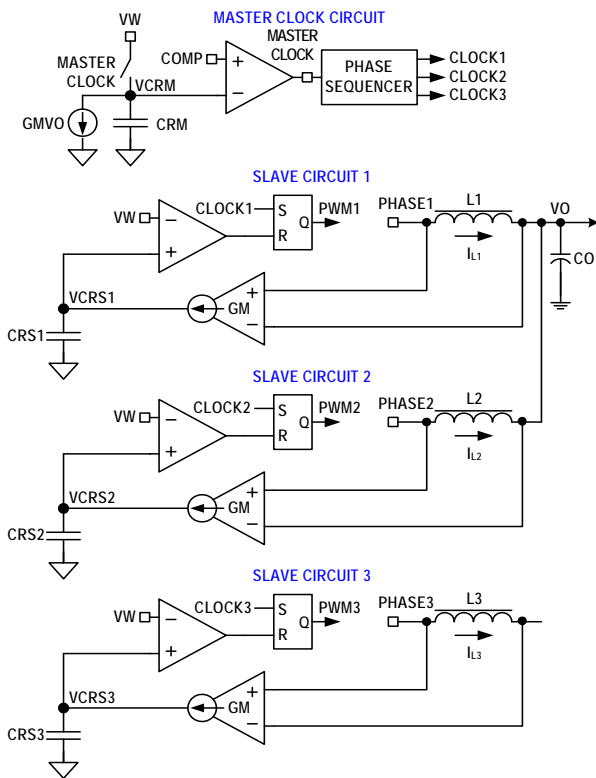 MASTER CLOCK CIRCUIT
VW
MASTER
CLOCK
VCRM
GMVO
CRM
COMP
+
−
MASTER
CLOCK
PHASE
SEQUENCER
CLOCK1
CLOCK2
CLOCK3
SLAVE CIRCUIT 1
VW
−
+
CLOCK1
S
R
Q
PWM1
PHASE1
L1
IL1
VO
CO
VCRS1
GM
+
−
CRS1
SLAVE CIRCUIT 2
VW
−
+
CLOCK2
S
R
Q
PWM2
PHASE2
L2
IL2
VCRS2
GM
+
−
CRS2
SLAVE CIRCUIT 3
VW
−
+
CLOCK3
S
R
Q
PWM3
PHASE3
L3
IL3
VCRS3
GM
+
−
CRS3